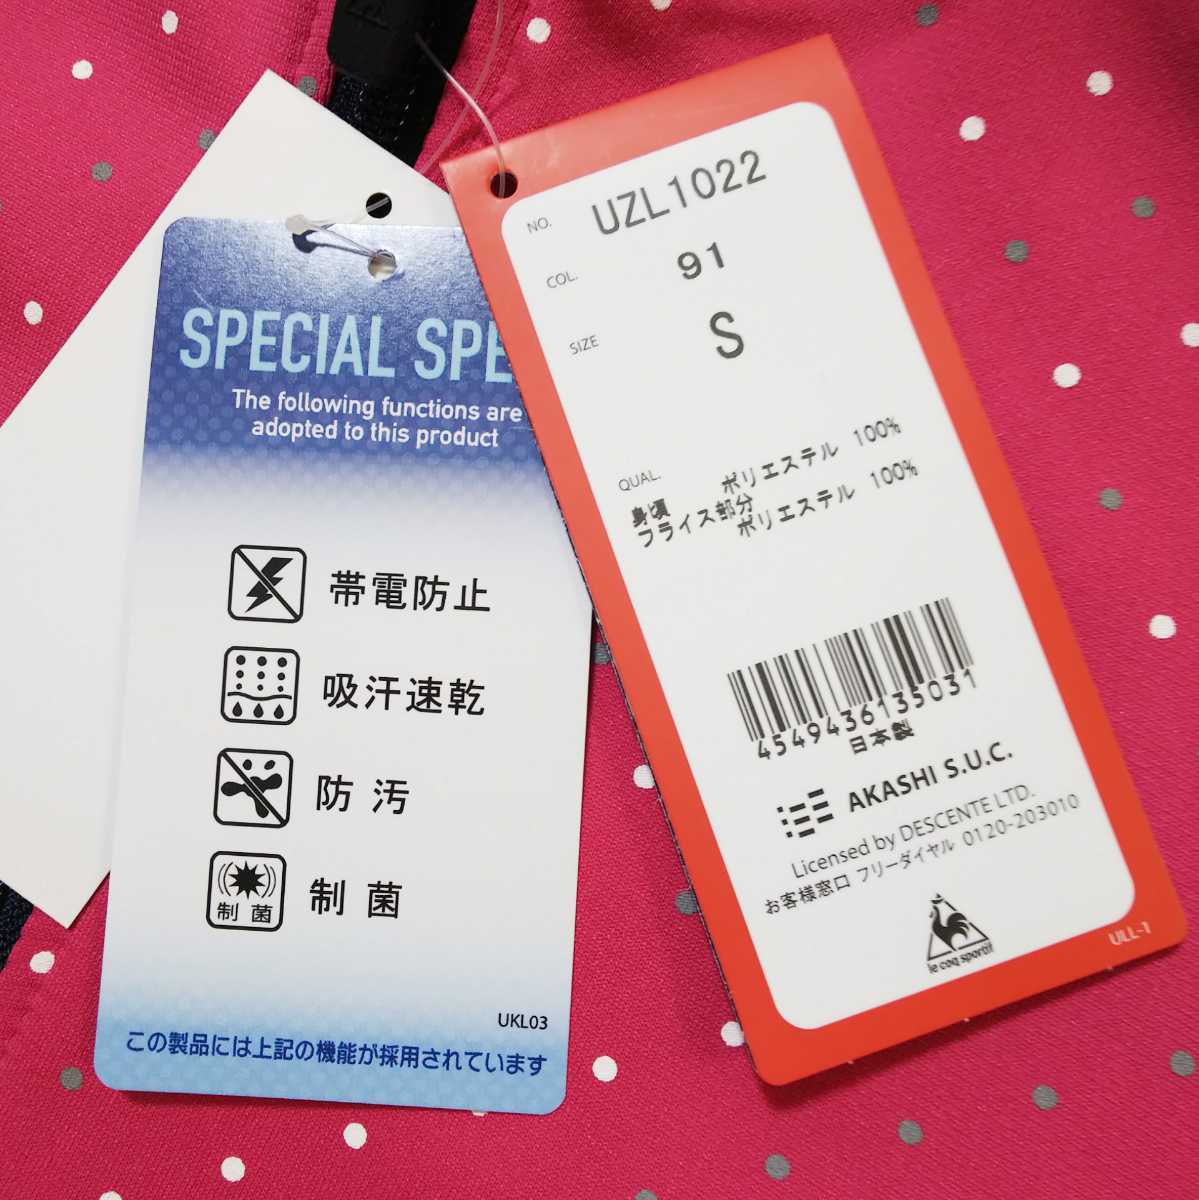 SPECIAL SPE
The following functions are
adopted to this product
帯電防止
吸汗速乾
防汚
制菌
制菌
UKL03
この製品には上記の機能が採用されています
NO. UZL1022
COL. 91
SIZE S
QUAL.
身頃 ポリエステル 100%
フライス部分
ポリエステル 100%
4549436135031
日本製
AKASHI S.U.C.
Licensed by DESCENTE LTD.
お客様窓口 フリーダイヤル 0120-203010
le coq sportif
ULL-1